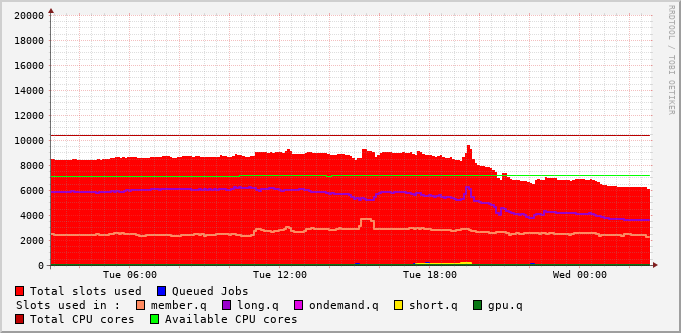 20000
18000
16000
14000
12000
10000
8000
6000
4000
2000
0
Tue 06:00 Tue 12:00 Tue 18:00 Wed 00:00
Total slots used Queued Jobs
Slots used in : member.q long.q ondemand.q short.q gpu.q
Total CPU cores Available CPU cores
RRDTOOL / TOBI OETIKER